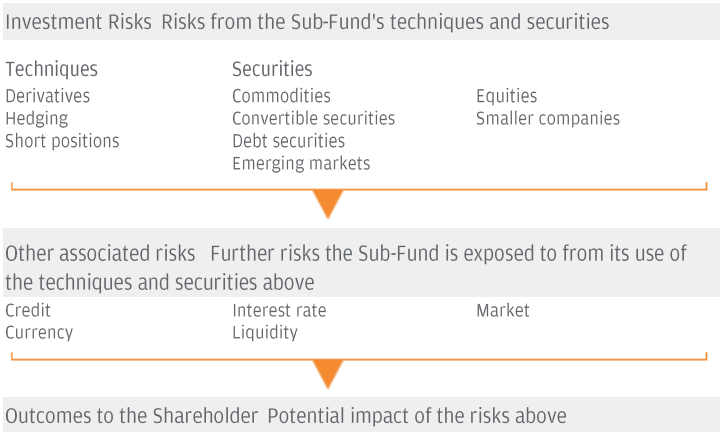 Investment Risks Risks from the Sub-Fund's techniques and securities
Techniques Securities
Derivatives Commodities Equities
Hedging Convertible securities Smaller companies
Short positions Debt securities
Emerging markets
Other associated risks Further risks the Sub-Fund is exposed to from its use of
the techniques and securities above
Credit Interest rate Market
Currency Liquidity
Outcomes to the Shareholder Potential impact of the risks above